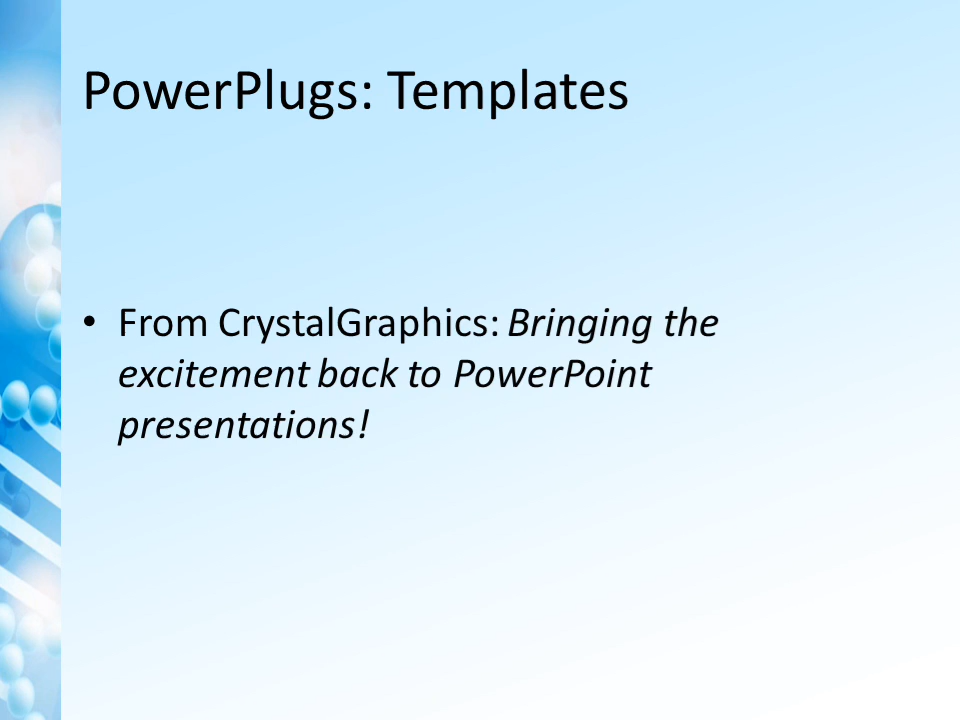 PowerPlugs: Templates
• From CrystalGraphics: Bringing the
excitement back to PowerPoint
presentations!